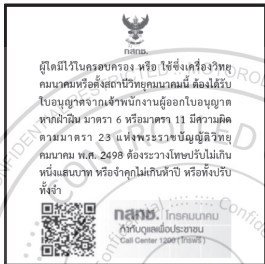 กสทช.
ผู้ใดมีไว้ในครอบครอง หรือ ใช้ซึ่งเครื่องวิทยุ
คมนาคมหรือตั้งสถานีวิทยุคมนาคมนี้ ต้องได้รับ
ใบอนุญาตจากเจ้าพนักงานผู้ออกใบอนุญาต
หากฝ่าฝืน มาตรา 6 หรือมาตรา 11 มีความผิด
ตามมาตรา 23 แห่งพระราชบัญญัติวิทยุ
คมนาคม พ.ศ. 2498 ต้องระวางโทษปรับไม่เกิน
หนึ่งแสนบาท หรือจำคุกไม่เกินห้าปี หรือทั้งปรับ
ทั้งจำ
กสทช. โทรคมนาคม
กำกับดูแลเพื่อประชาชน
Call Center 1200 (โทรฟรี)